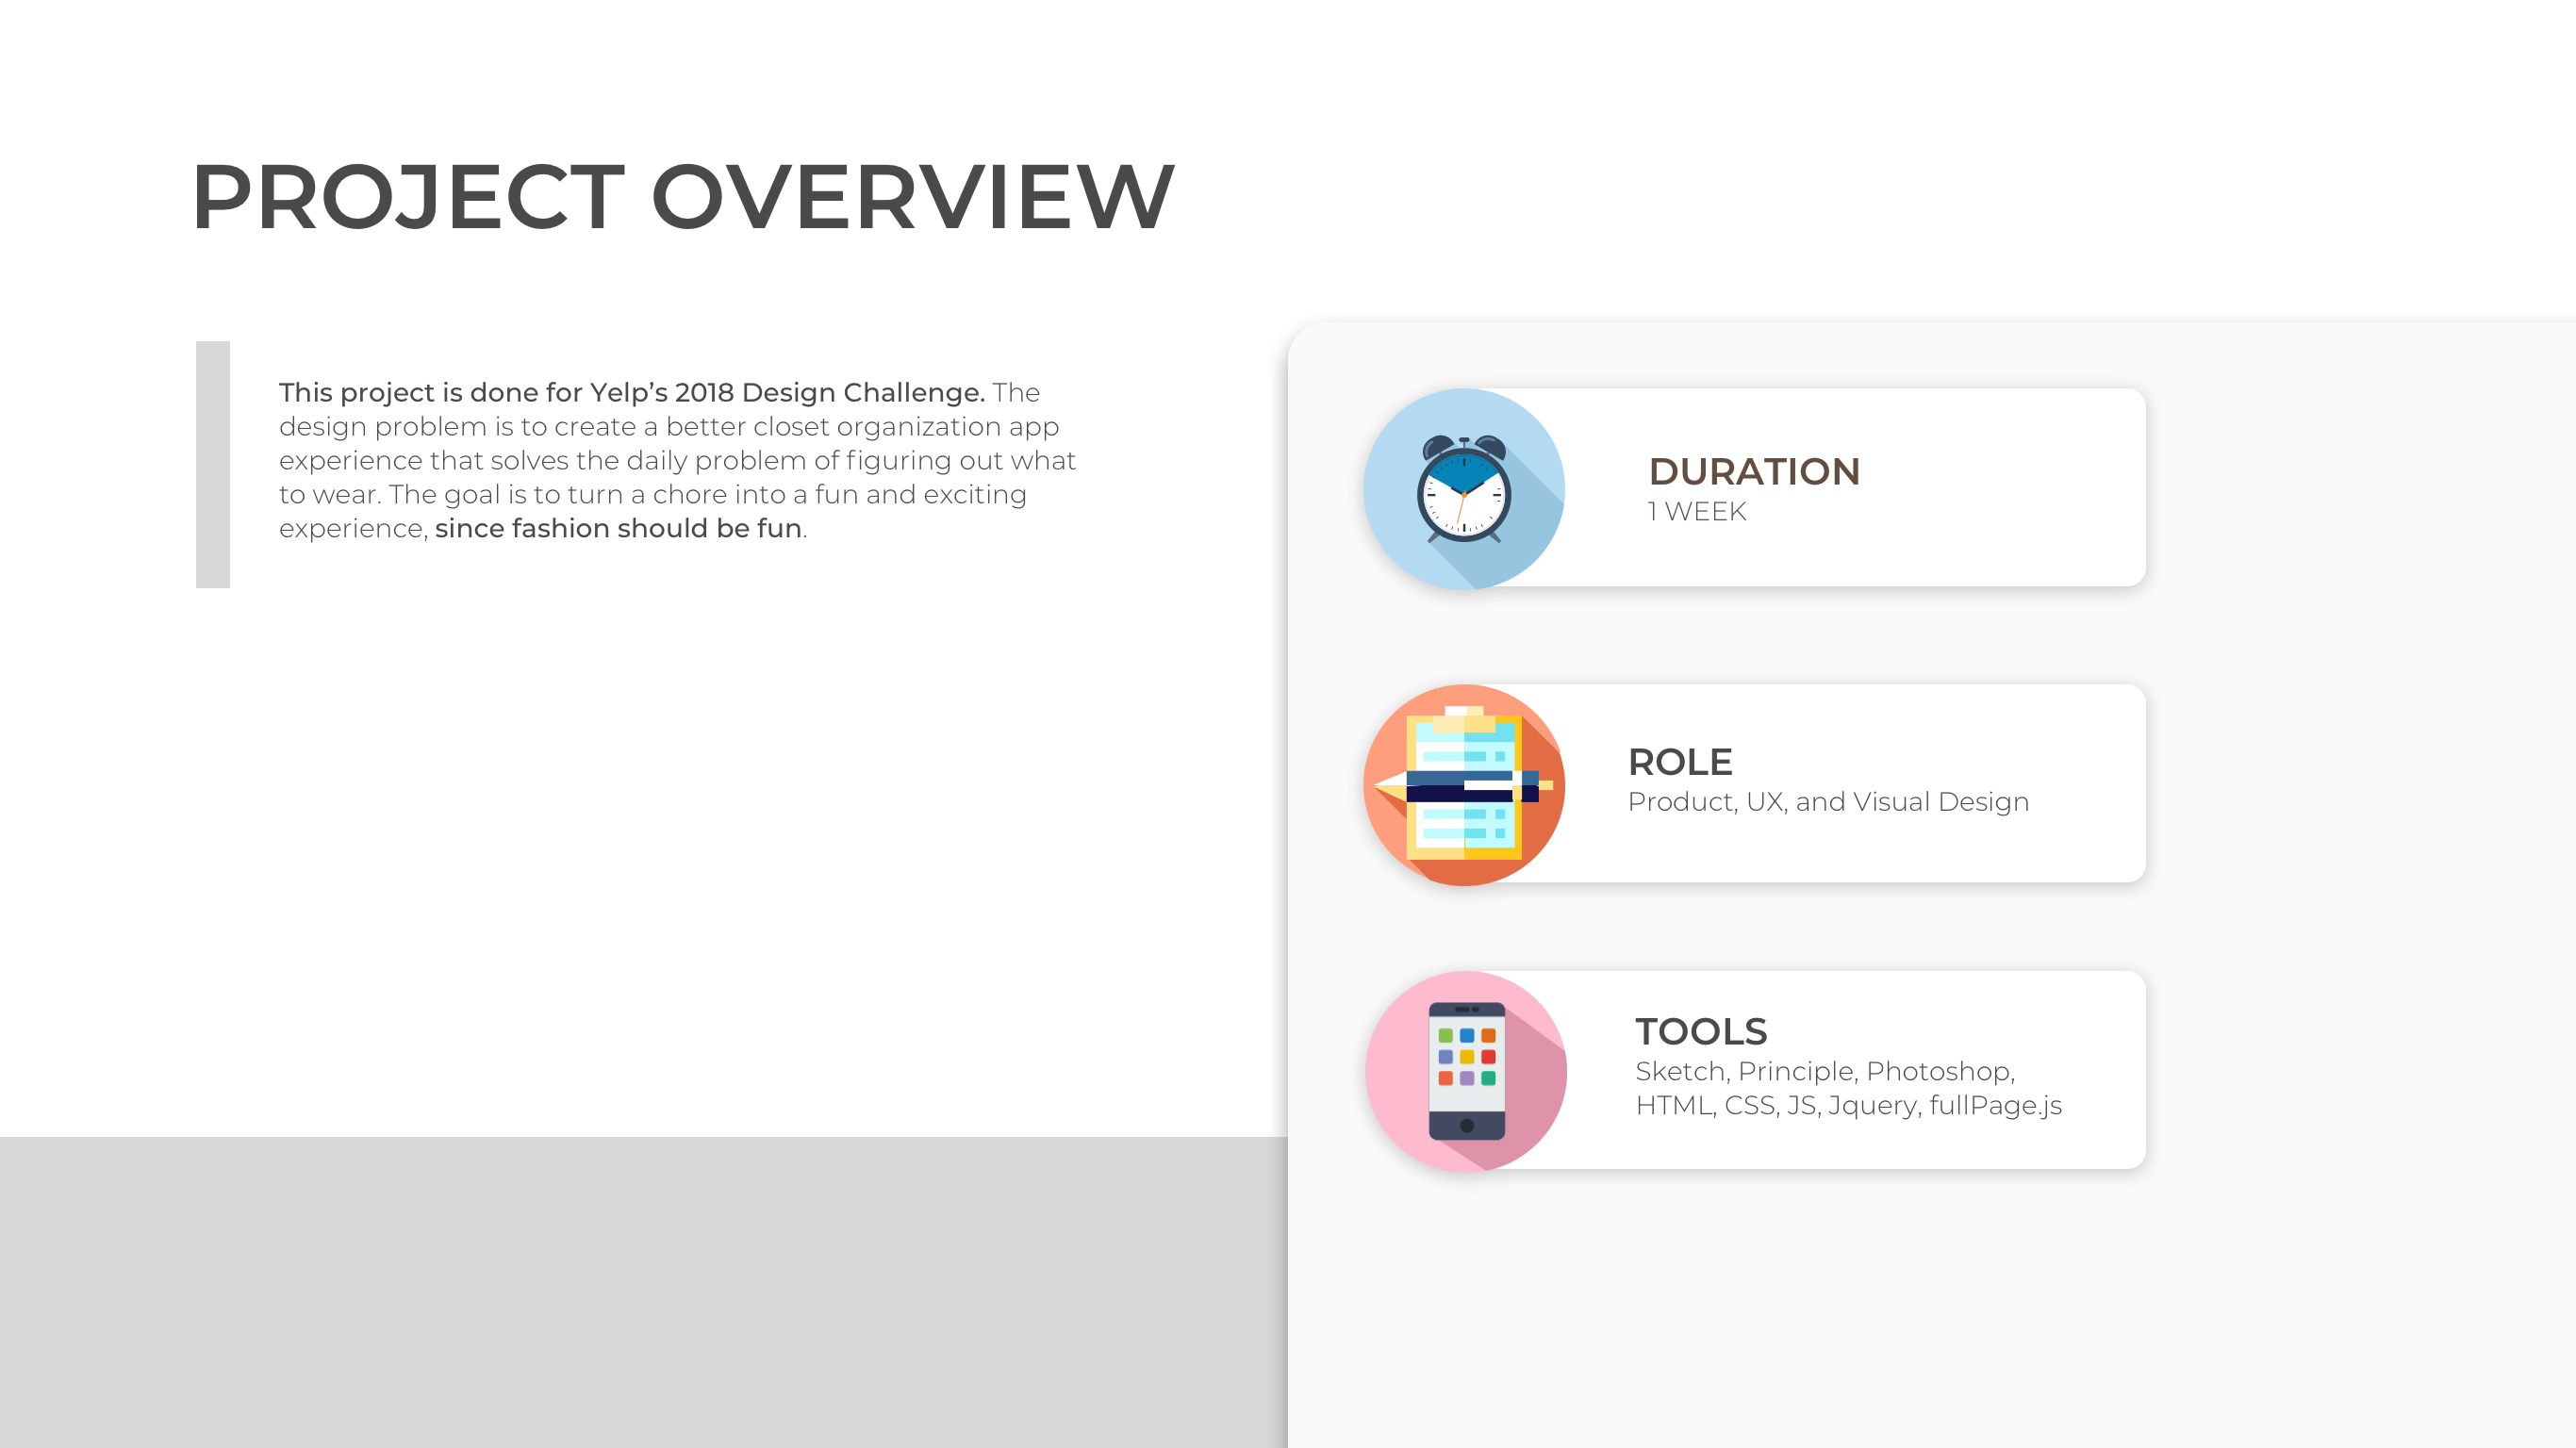 PROJECT OVERVIEW
This project is done for Yelp’s 2018 Design Challenge. The
design problem is to create a better closet organization app
experience that solves the daily problem of figuring out what
to wear. The goal is to turn a chore into a fun and exciting
experience, since fashion should be fun.
DURATION
1 WEEK
ROLE
Product, UX, and Visual Design
TOOLS
Sketch, Principle, Photoshop,
HTML, CSS, JS, Jquery, fullPage.js